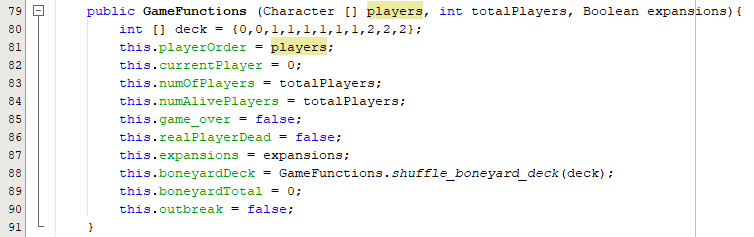 79 public GameFunctions (Character [] players, int totalPlayers, Boolean expansions){
80 int [] deck = {0,0,1,1,1,1,1,1,2,2,2};
81 this.playerOrder = players;
82 this.currentPlayer = 0;
83 this.numOfPlayers = totalPlayers;
84 this.numAlivePlayers = totalPlayers;
85 this.game_over = false;
86 this.realPlayerDead = false;
87 this.expansions = expansions;
88 this.boneyardDeck = GameFunctions.shuffle_boneyard_deck(deck);
89 this.boneyardTotal = 0;
90 this.outbreak = false;
91 }